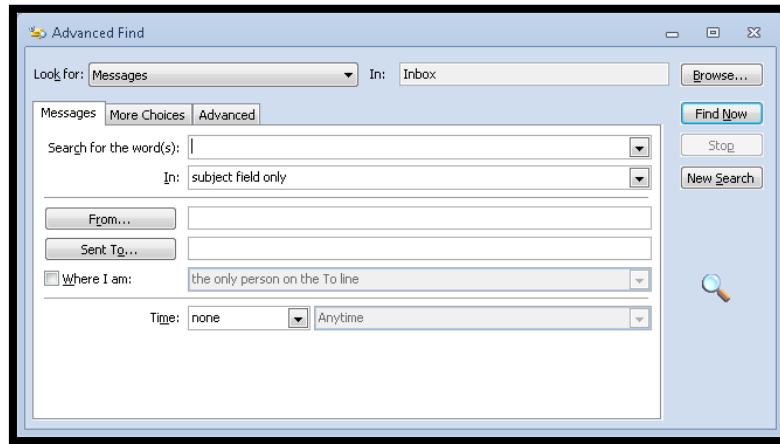 Advanced Find
Look for: Messages In: Inbox Browse...
Messages More Choices Advanced Find Now
Search for the word(s): Stop
In: subject field only New Search
From...
Sent To...
Where I am: the only person on the To line
Time: none Anytime